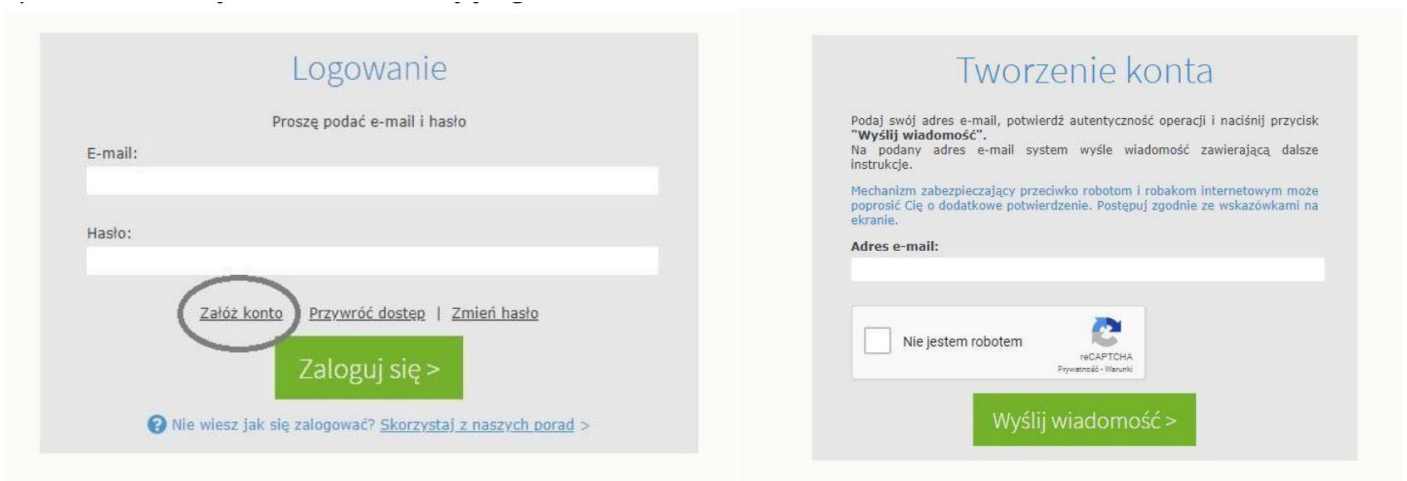 Logowanie
Proszę podać e-mail i hasło
E-mail:
Hasło:
Załóż konto Przywróć dostęp | Zmień hasło
Zaloguj się >
? Nie wiesz jak się zalogować? Skorzystaj z naszych porad >
Tworzenie konta
Podaj swój adres e-mail, potwierdź autentyczność operacji i naciśnij przycisk
"Wyślij wiadomość".
Na podany adres e-mail system wyśle wiadomość zawierającą dalsze
instrukcje.
Mechanizm zabezpieczający przeciwko robotom i robakom internetowym może
poprosić Cię o dodatkowe potwierdzenie. Postępuj zgodnie ze wskazówkami na
ekranie.
Adres e-mail:
Nie jestem robotem
reCAPTCHA
Prywatność - Warunki
Wyślij wiadomość >